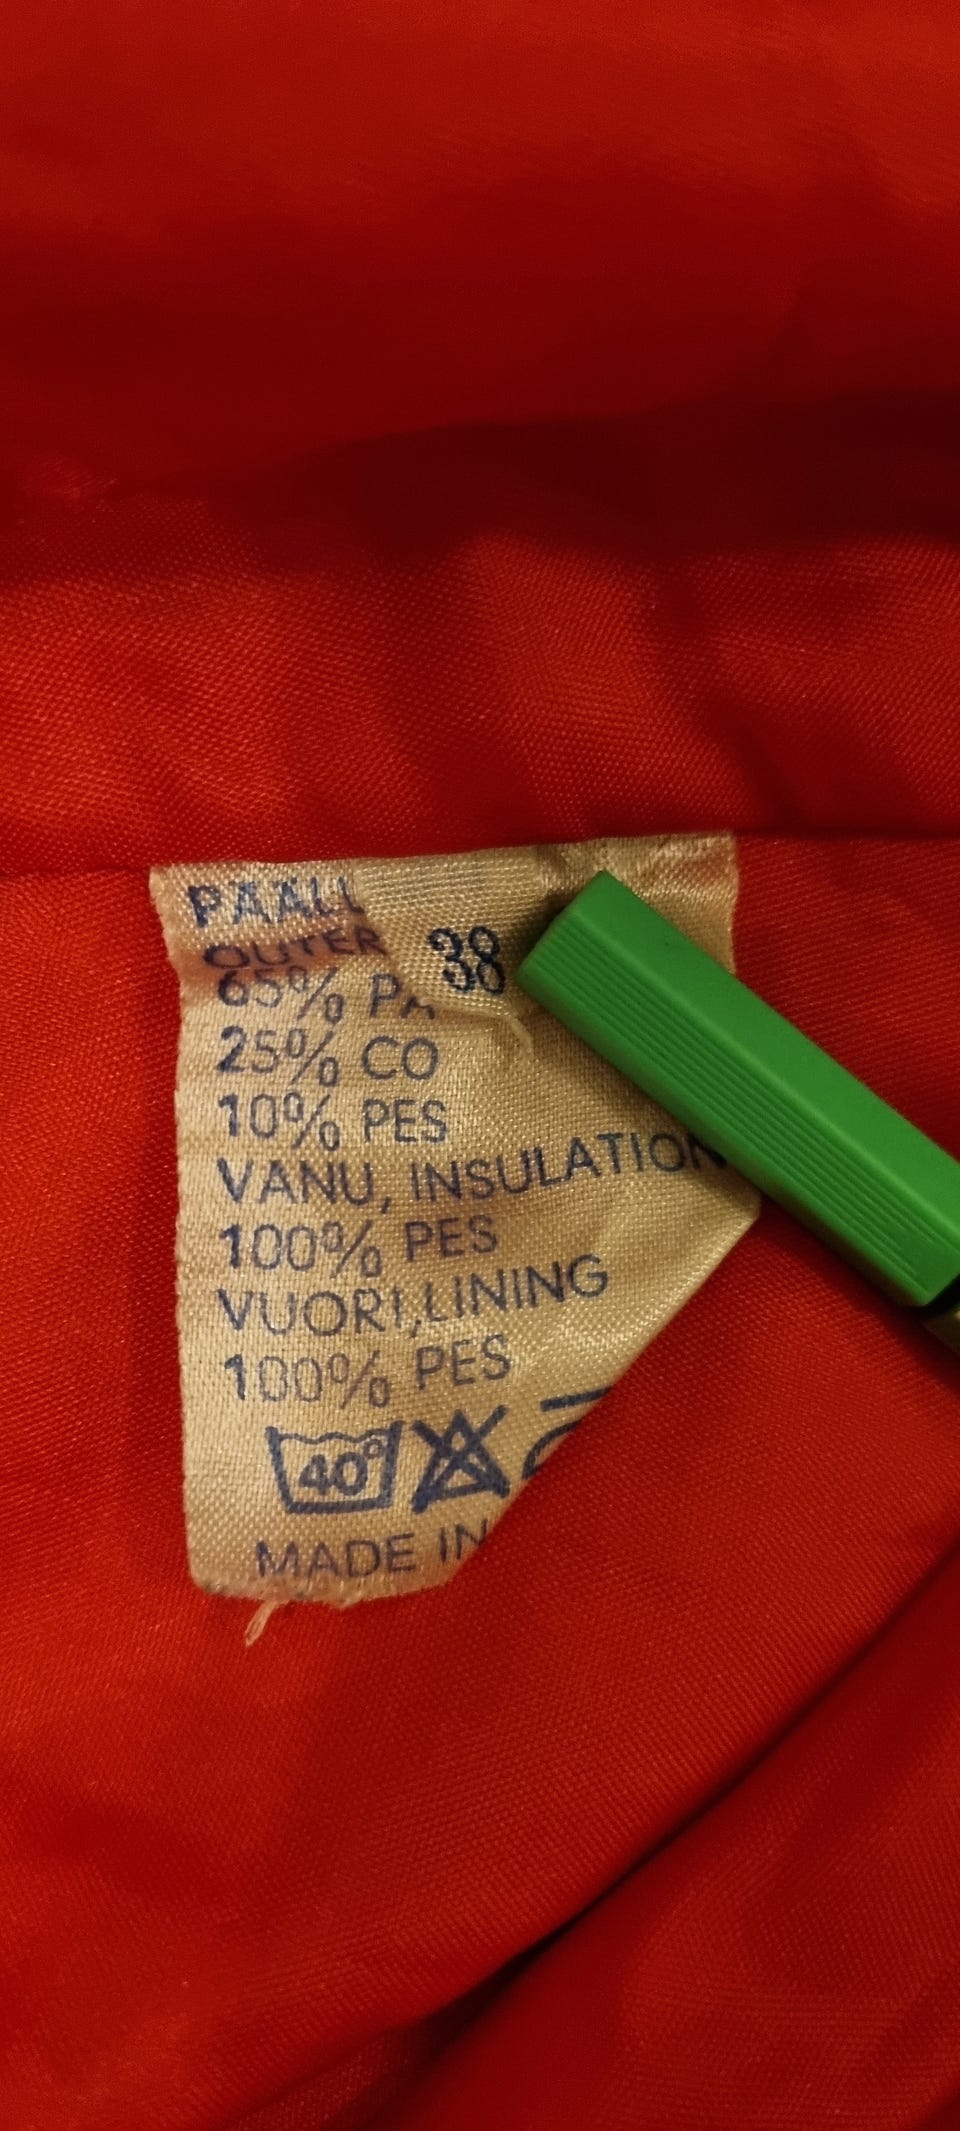 PÄÄLL
OUTER
38
65% PA
25% CO
10% PES
VANU, INSULATION
100% PES
VUORI, LINING
100% PES
40°
MADE IN